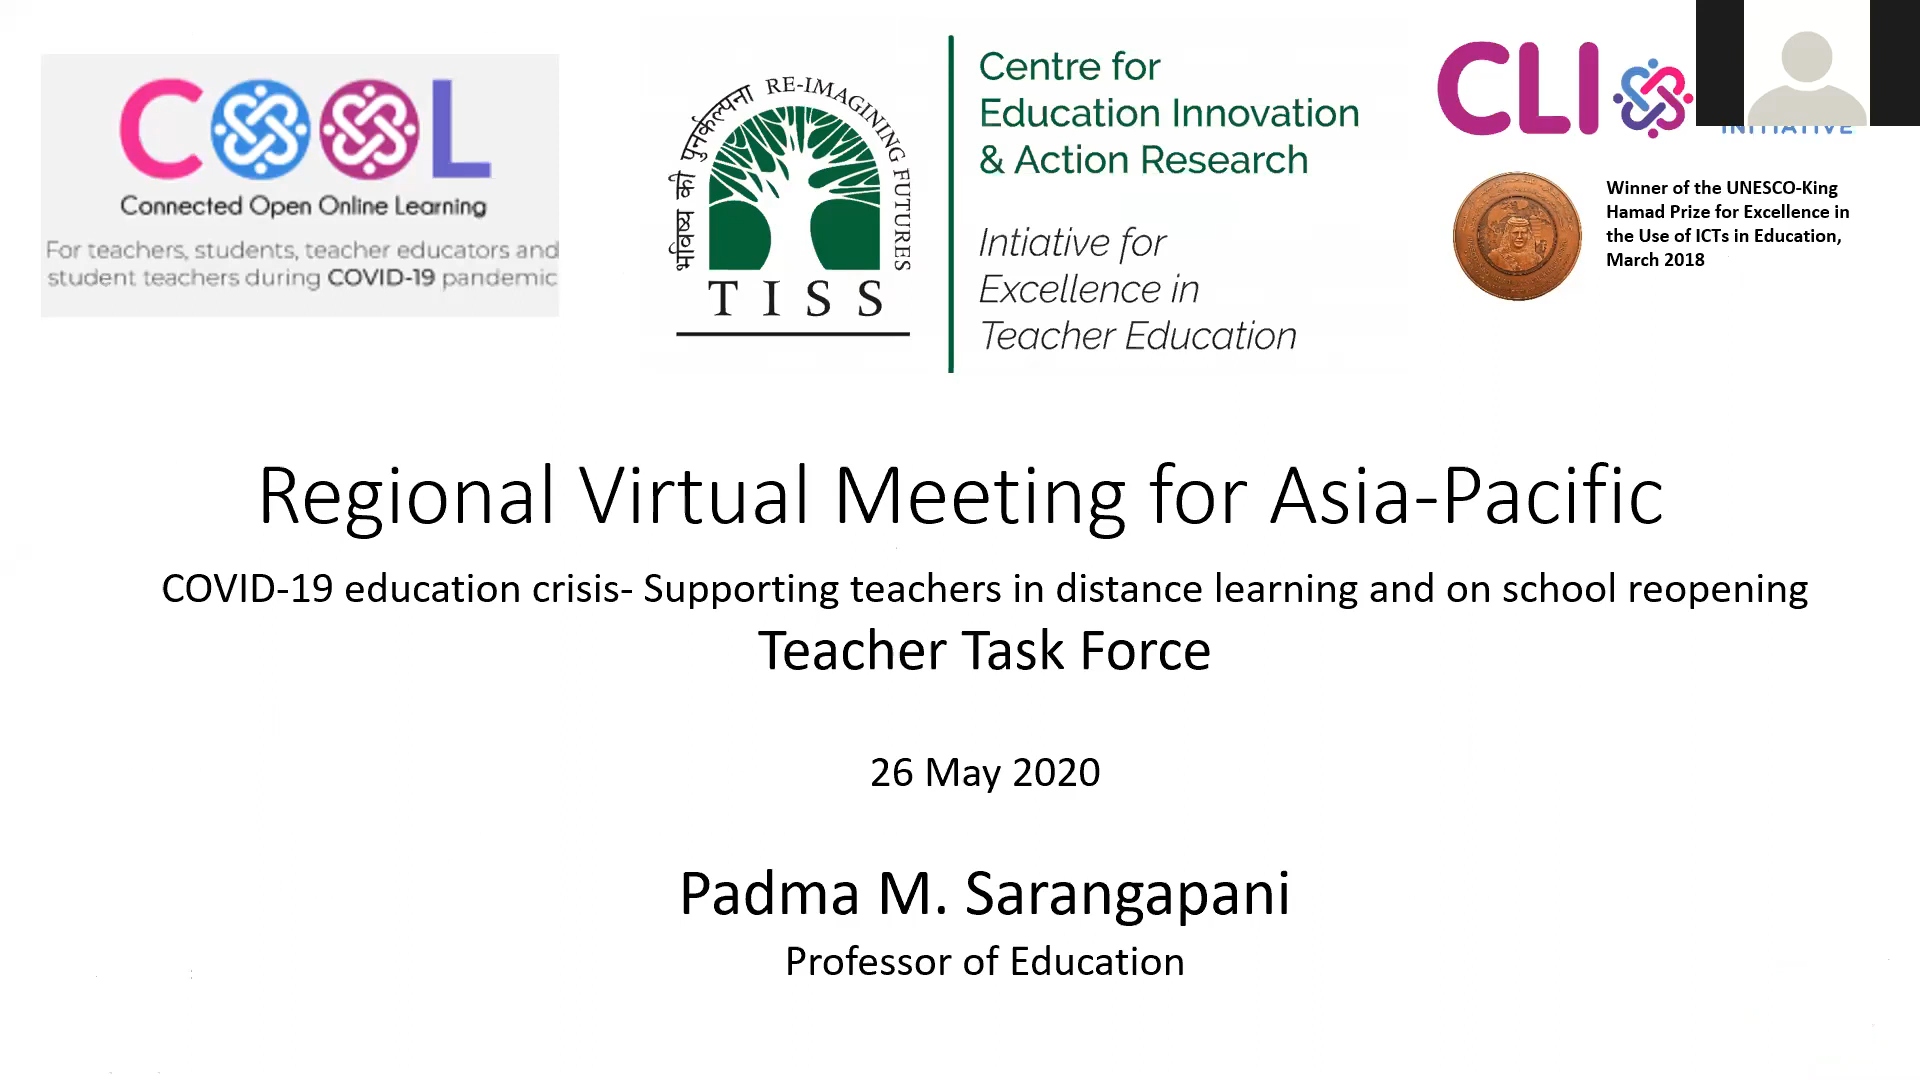 COOL
Connected Open Online Learning
For teachers, students, teacher educators and
student teachers during COVID-19 pandemic
भविष्य की पुनर्कल्पना RE-IMAGINING FUTURES
TISS
Centre for
Education Innovation
& Action Research
Intiative for
Excellence in
Teacher Education
CLI
INITIATIVE
Winner of the UNESCO-King
Hamad Prize for Excellence in
the Use of ICTs in Education,
March 2018
Regional Virtual Meeting for Asia-Pacific
COVID-19 education crisis- Supporting teachers in distance learning and on school reopening
Teacher Task Force
26 May 2020
Padma M. Sarangapani
Professor of Education